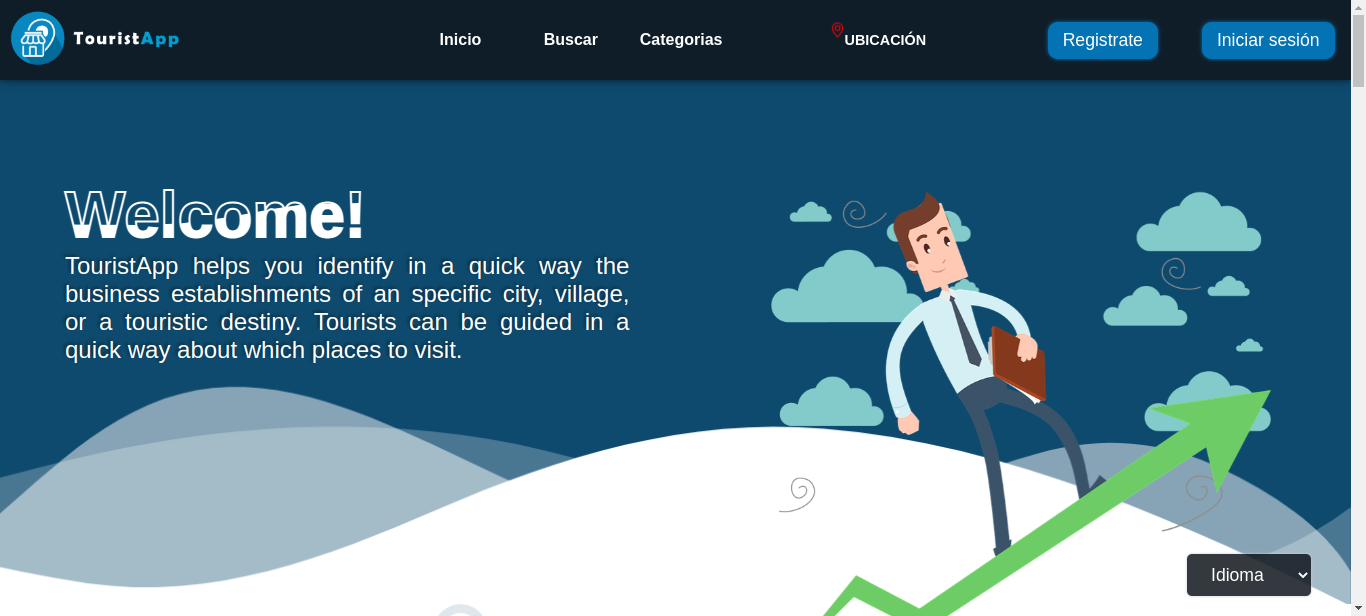 TouristApp
Inicio
Buscar
Categorias
UBICACIÓN
Registrate
Iniciar sesión
Welcome!
TouristApp helps you identify in a quick way the
business establishments of an specific city, village,
or a touristic destiny. Tourists can be guided in a
quick way about which places to visit.
Idioma